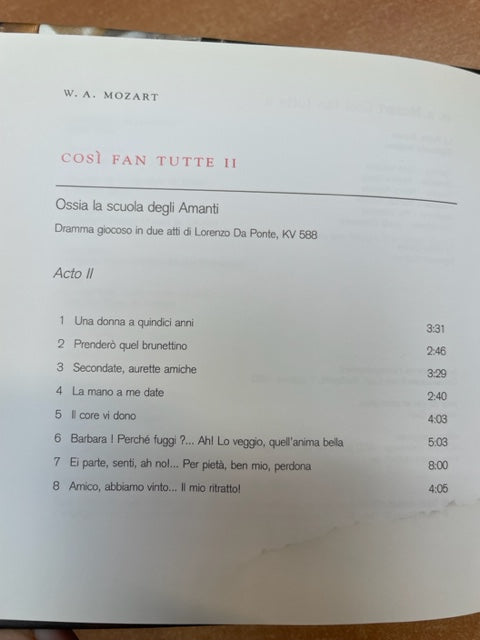 W. A. MOZART
COSÌ FAN TUTTE II
Ossia la scuola degli Amanti
Dramma giocoso in due atti di Lorenzo Da Ponte, KV 588
Acto II
1 Una donna a quindici anni 3:31
2 Prenderò quel brunettino 2:46
3 Secondate, aurette amiche 3:29
4 La mano a me date 2:40
5 Il core vi dono 4:03
6 Barbara ! Perché fuggi ?... Ah! Lo veggio, quell'anima bella 5:03
7 Ei parte, senti, ah no!... Per pietà, ben mio, perdona 8:00
8 Amico, abbiamo vinto... Il mio ritratto! 4:05